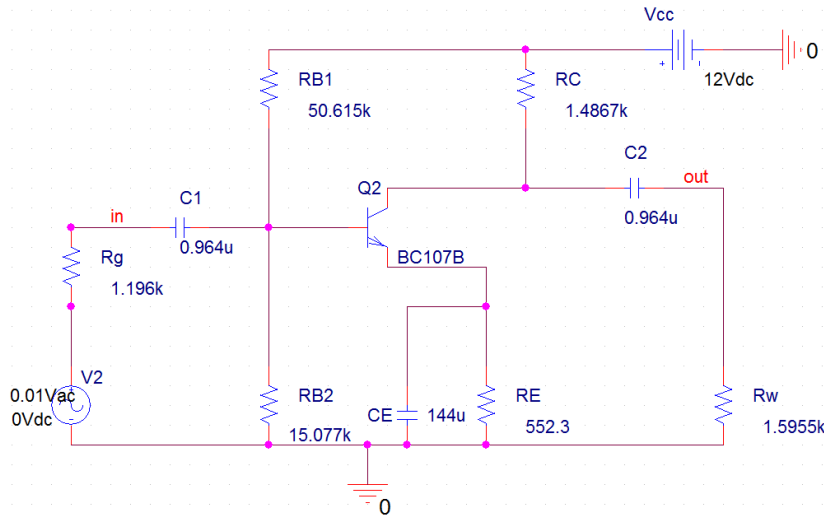 Vcc
0
12Vdc
RB1
50.615k
RC
1.4867k
C2
out
0.964u
Q2
BC107B
C1
in
0.964u
Rg
1.196k
V2
0.01Vac
0Vdc
RB2
15.077k
CE
144u
RE
552.3
Rw
1.5955k
0